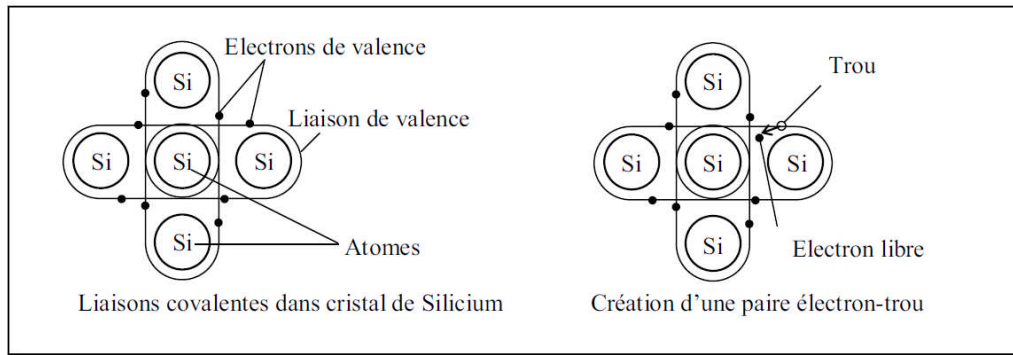 Electrons de valence
Si
Liaison de valence
Si
Si
Si
Si
Atomes
Liaisons covalentes dans cristal de Silicium
Trou
Si
Si
Si
Si
Si
Electron libre
Création d'une paire électron-trou